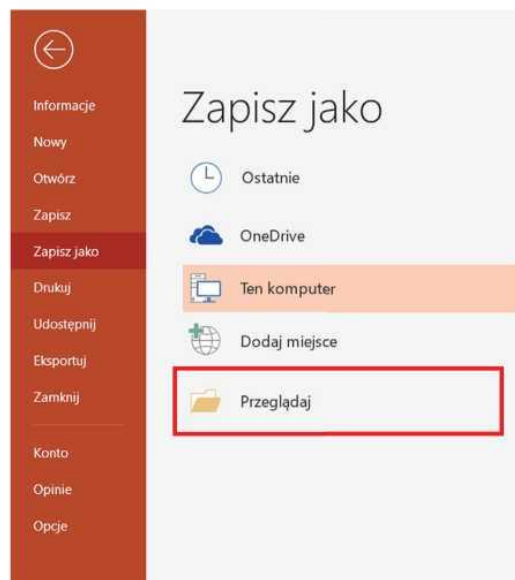 Informacje
Nowy
Otwórz
Zapisz
Zapisz jako
Drukuj
Udostępnij
Eksportuj
Zamknij
Konto
Opinie
Opcje
Zapisz jako
Ostatnie
OneDrive
Ten komputer
Dodaj miejsce
Przeglądaj